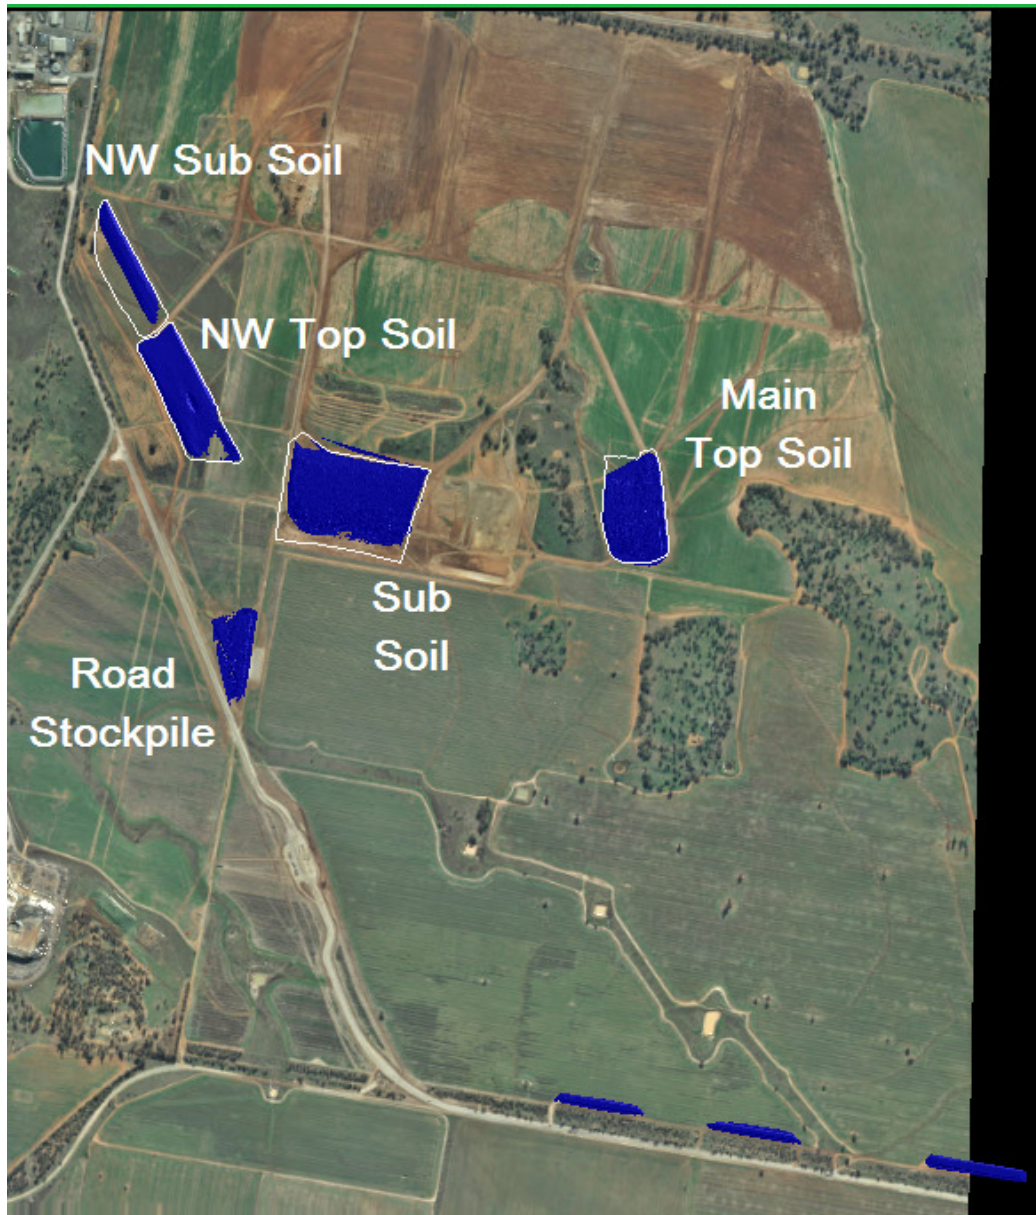 NW Sub Soil
NW Top Soil
Main
Top Soil
Sub
Soil
Road
Stockpile